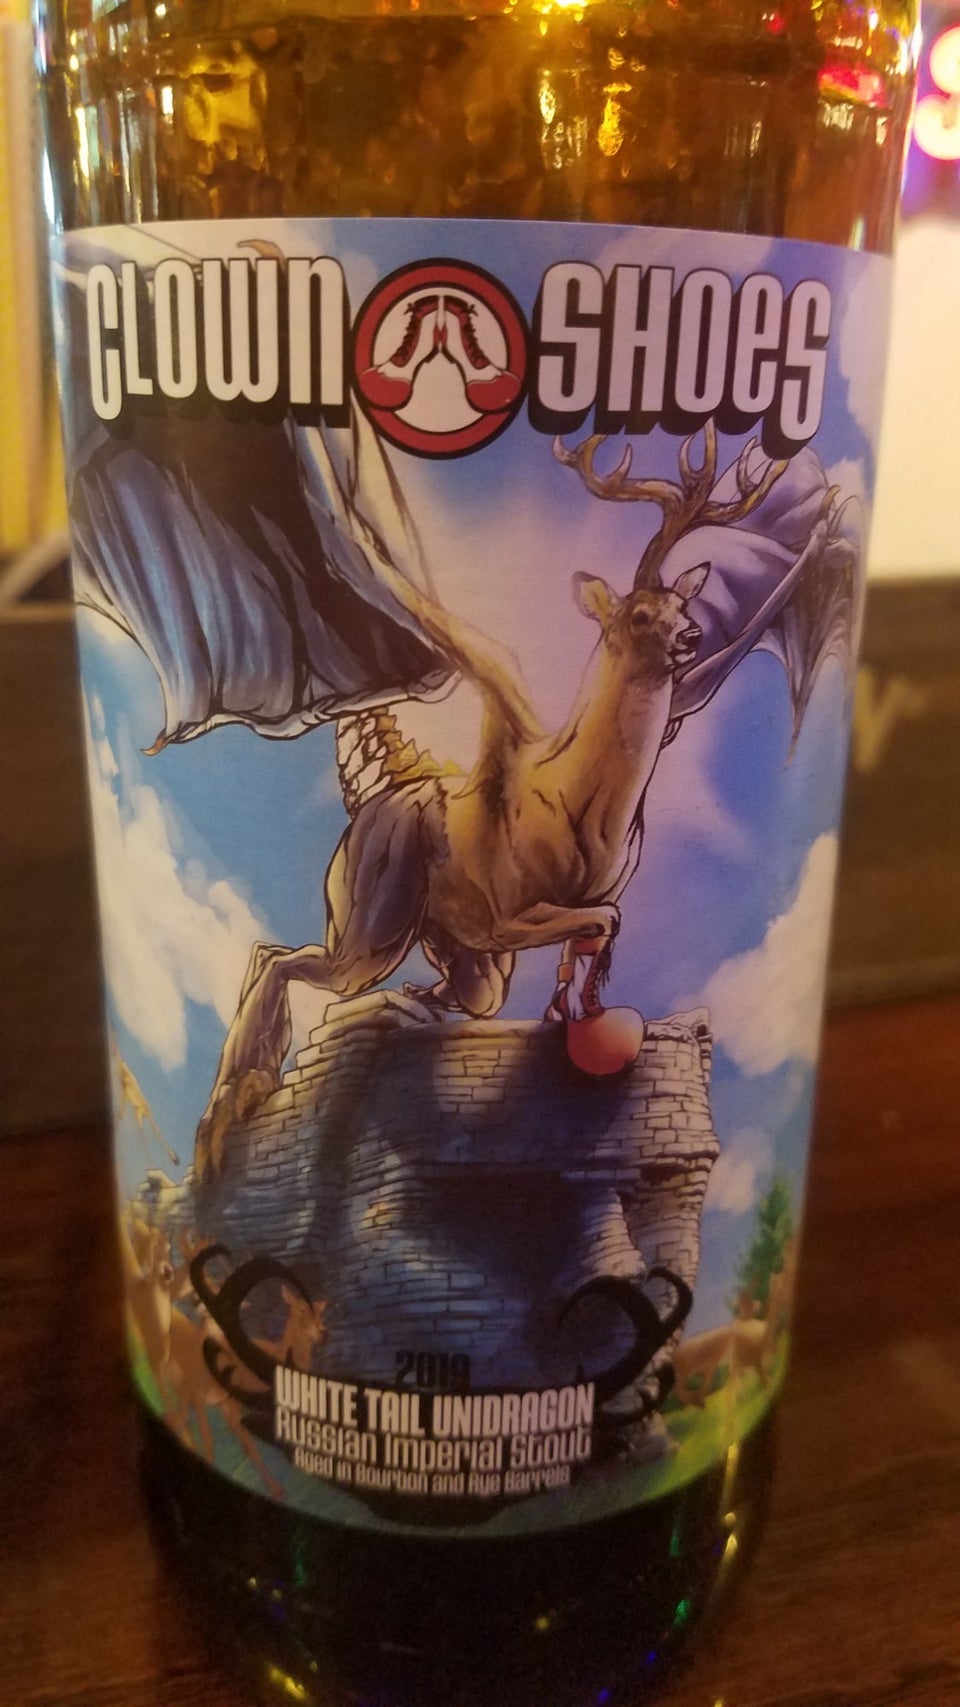 CLOWN SHOES
2019
WHITE TAIL UNIDRAGON
Russian Imperial Stout
Aged in Bourbon and Rye Barrels